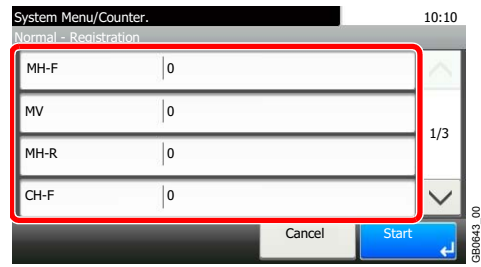 System Menu/Counter.
10:10
Normal - Registration
MH-F 0
MV 0
1/3
MH-R 0
CH-F 0
Cancel
Start
GB0643_00